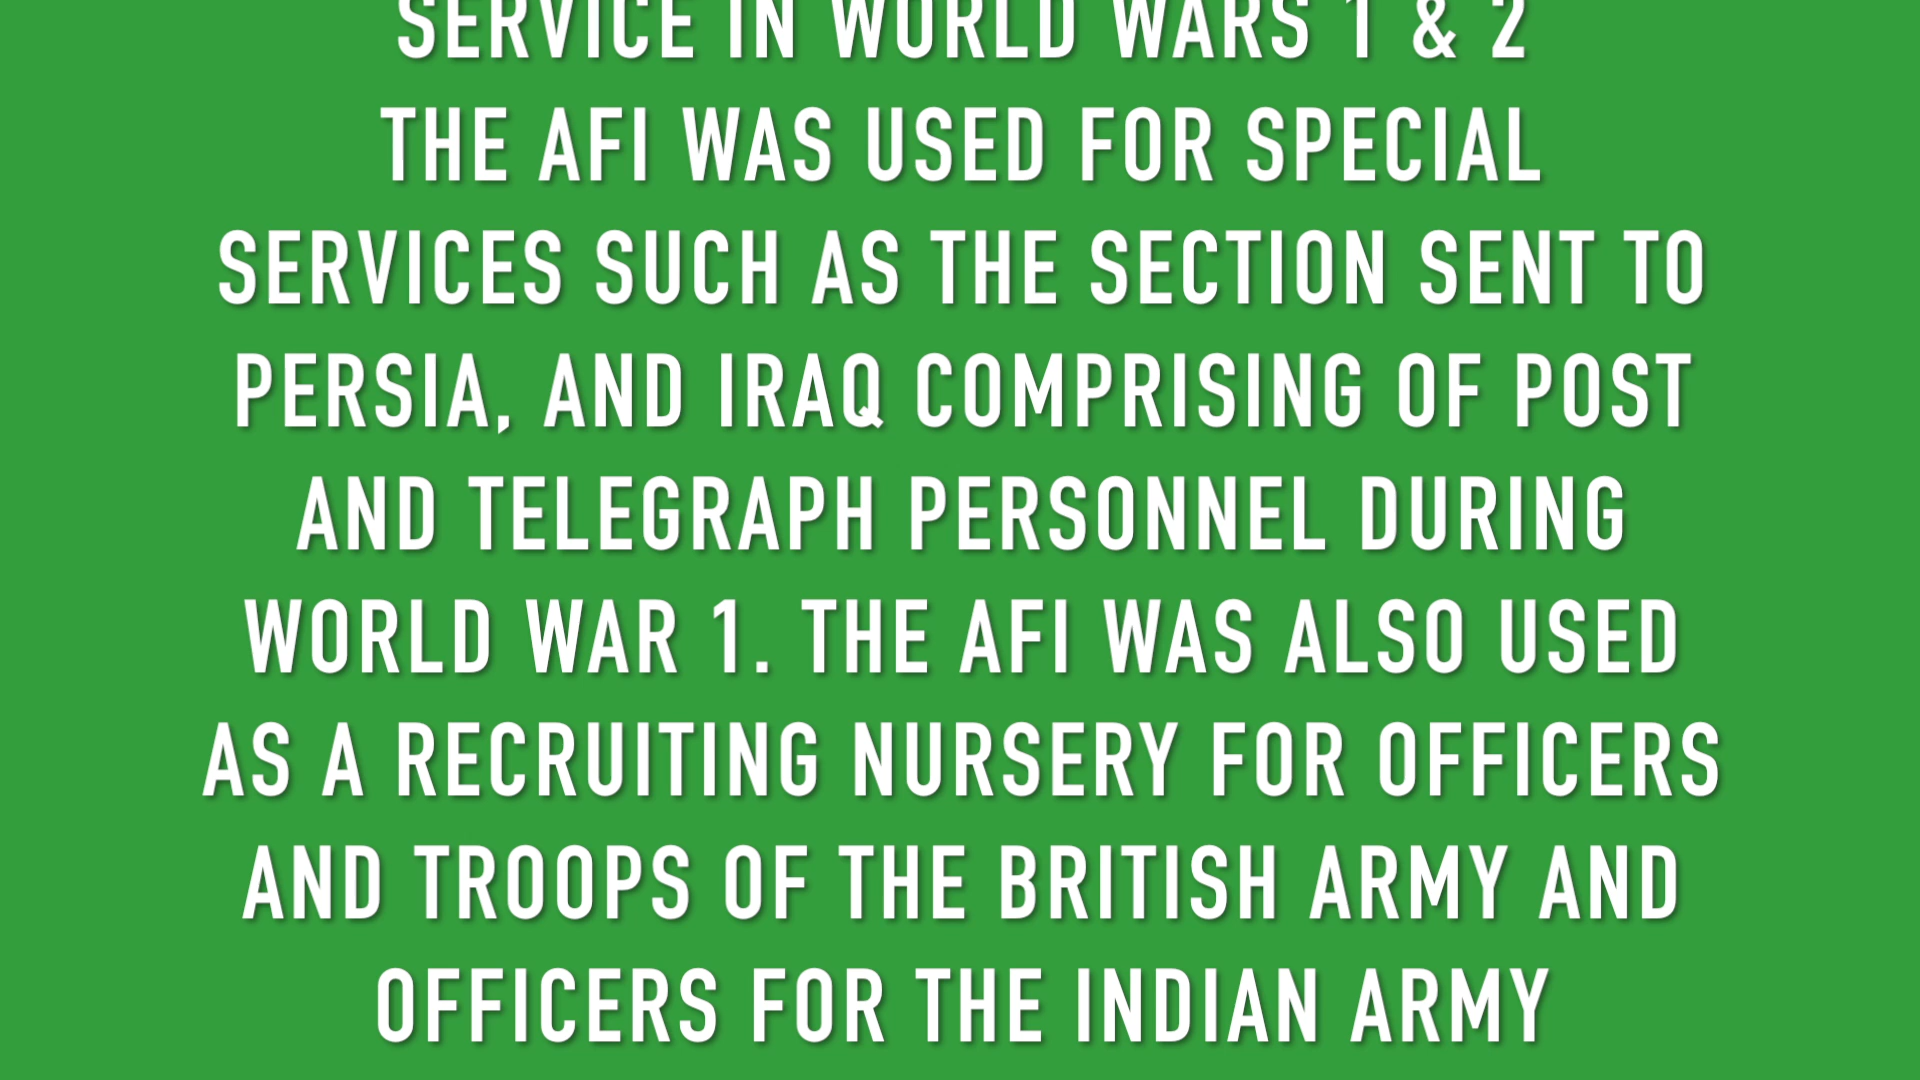 SERVICE IN WORLD WARS 1 & 2
THE AFI WAS USED FOR SPECIAL
SERVICES SUCH AS THE SECTION SENT TO
PERSIA, AND IRAQ COMPRISING OF POST
AND TELEGRAPH PERSONNEL DURING
WORLD WAR 1. THE AFI WAS ALSO USED
AS A RECRUITING NURSERY FOR OFFICERS
AND TROOPS OF THE BRITISH ARMY AND
OFFICERS FOR THE INDIAN ARMY